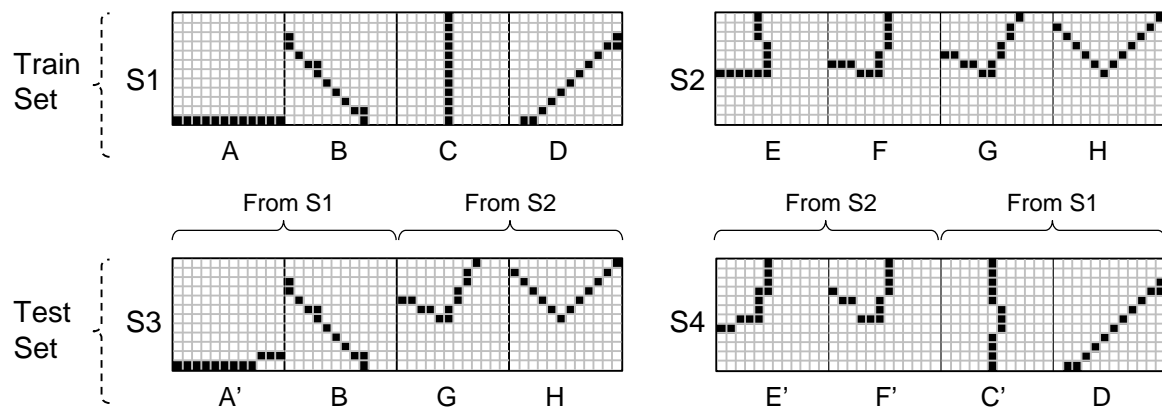 Train
Set
S1
A B C D
S2
E F G H
From S1 From S2
From S2 From S1
Test
Set
S3
A’ B G H
S4
E’ F’ C’ D